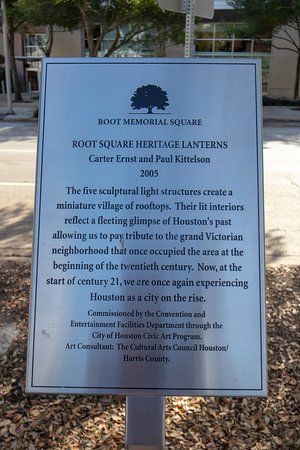 ROOT MEMORIAL SQUARE
ROOT SQUARE HERITAGE LANTERNS
Carter Ernst and Paul Kittelson
2005
The five sculptural light structures create a
miniature village of rooftops. Their lit interiors
reflect a fleeting glimpse of Houston's past
allowing us to pay tribute to the grand Victorian
neighborhood that once occupied the area at the
beginning of the twentieth century. Now, at the
start of century 21, we are once again experiencing
Houston as a city on the rise.
Commissioned by the Convention and
Entertainment Facilities Department through the
City of Houston Civic Art Program.
Art Consultant: The Cultural Arts Council Houston/
Harris County.